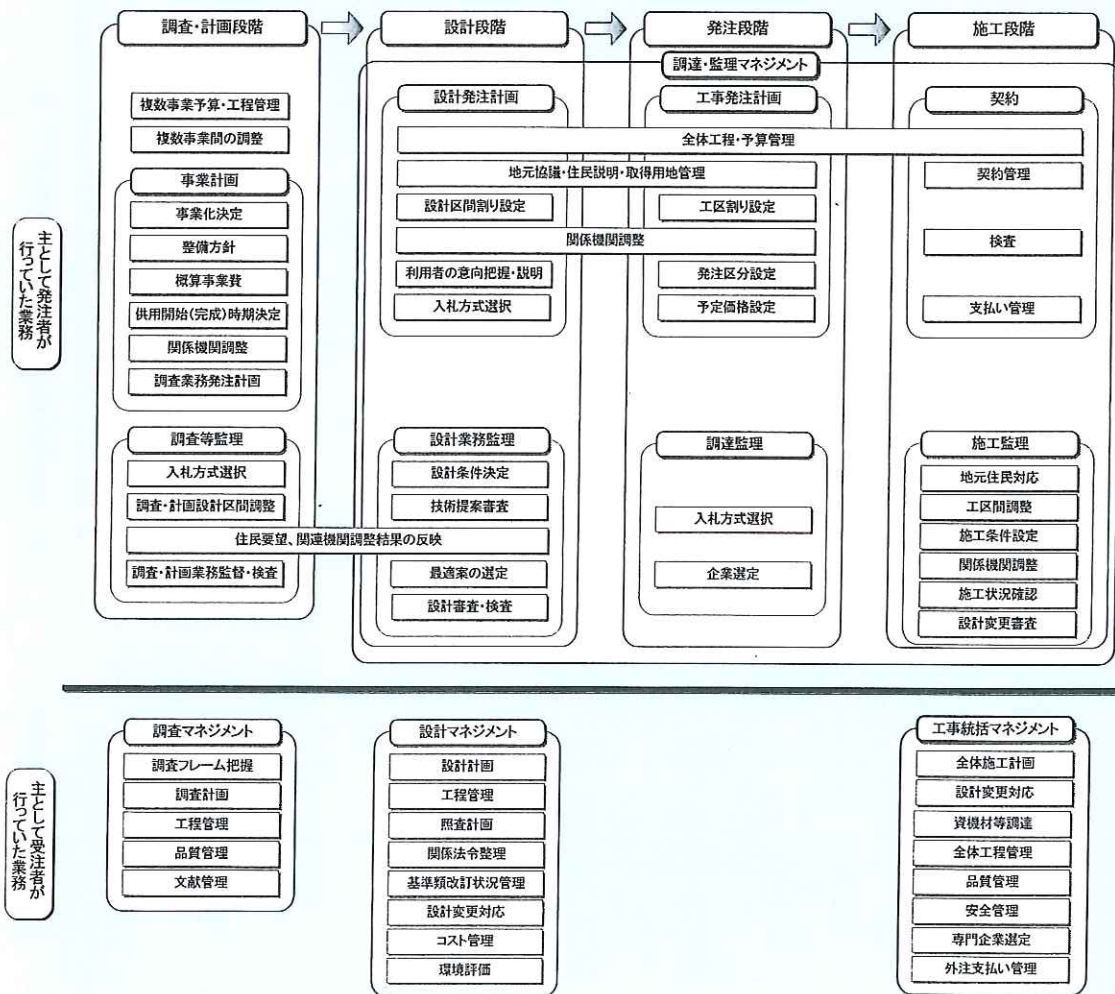 調査・計画段階
設計段階
発注段階
施工段階
調達・監理マネジメント
主として発注者が
行っていた業務
複数事業予算・工程管理
複数事業間の調整
事業計画
事業化決定
整備方針
概算事業費
供用開始(完成)時期決定
関係機関調整
調査業務発注計画
調査等監理
入札方式選択
調査・計画設計区間調整
住民要望、関連機関調整結果の反映
調査・計画業務監督・検査
設計発注計画
全体工程・予算管理
地元協議・住民説明・取得用地管理
設計区間割り設定
関係機関調整
利用者の意向把握・説明
入札方式選択
設計業務監理
設計条件決定
技術提案審査
最適案の選定
設計審査・検査
工事発注計画
工区割り設定
発注区分設定
予定価格設定
調達監理
入札方式選択
企業選定
契約
契約管理
検査
支払い管理
施工監理
地元住民対応
工区間調整
施工条件設定
関係機関調整
施工状況確認
設計変更審査
主として受注者が
行っていた業務
調査マネジメント
調査フレーム把握
調査計画
工程管理
品質管理
文献管理
設計マネジメント
設計計画
工程管理
照査計画
関係法令整理
基準類改訂状況管理
設計変更対応
コスト管理
環境評価
工事統括マネジメント
全体施工計画
設計変更対応
資機材等調達
全体工程管理
品質管理
安全管理
専門企業選定
外注支払い管理